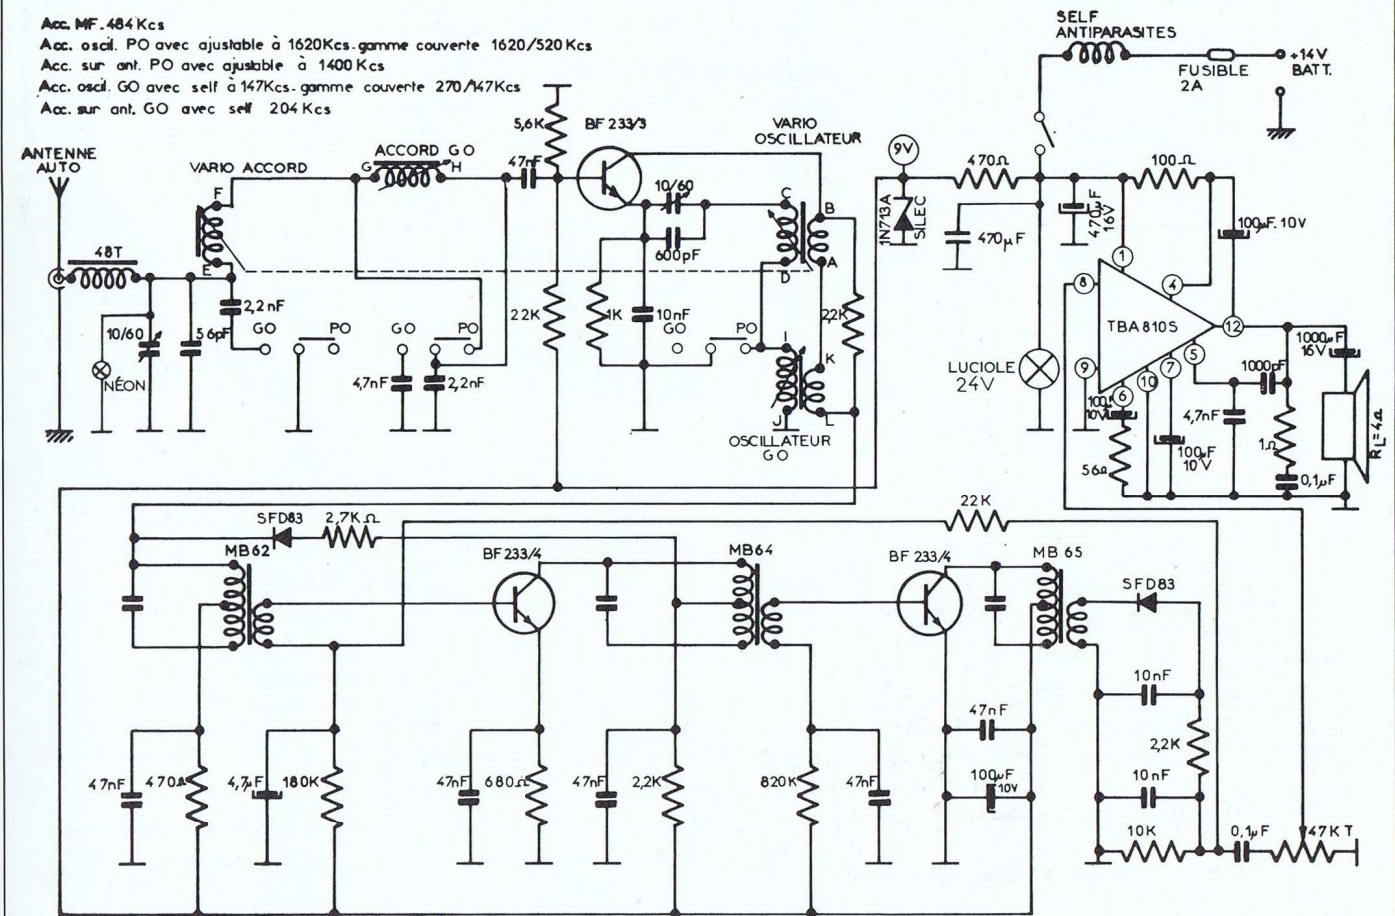 Acc. MF. 484 Kcs
Acc. oscil. PO avec ajustable à 1620Kcs. gamme couverte 1620/520 Kcs
Acc. sur ant. PO avec ajustable à 1400 Kcs
Acc. oscil. GO avec self à 147Kcs. gamme couverte 270/147Kcs
Acc. sur ant. GO avec self 204 Kcs
SELF
ANTIPARASITES
FUSIBLE
2A
+14V
BATT.
ANTENNE
AUTO
VARIO ACCORD
ACCORD GO
G
H
F
E
48T
10/60
NÉON
56pF
2,2nF
GO
PO
GO
PO
4,7nF
2,2nF
47nF
5,6K
BF 233/3
22K
1K
10/60
600pF
10nF
GO
PO
VARIO
OSCILLATEUR
C
B
D
A
I
K
J
L
2,2K
OSCILLATEUR
GO
9V
1N713A
SILEC
470Ω
470µF
470µF
16V
100Ω
100µF. 10V
LUCIOLE
24V
1
8
4
TBA 810S
12
9
5
7
10
6
100µ
10V
56Ω
100µF
10V
4,7nF
1000pF
1Ω
0,1µF
1000µF
16V
RL=4Ω
SFD83
2,7KΩ
MB62
BF 233/4
MB64
22K
BF 233/4
MB 65
SFD83
47nF
470Ω
4,7µF
180K
47nF
680Ω
47nF
2,2K
820K
47nF
47nF
100µF
10V
10nF
2,2K
10nF
10K
0,1µF
47K T